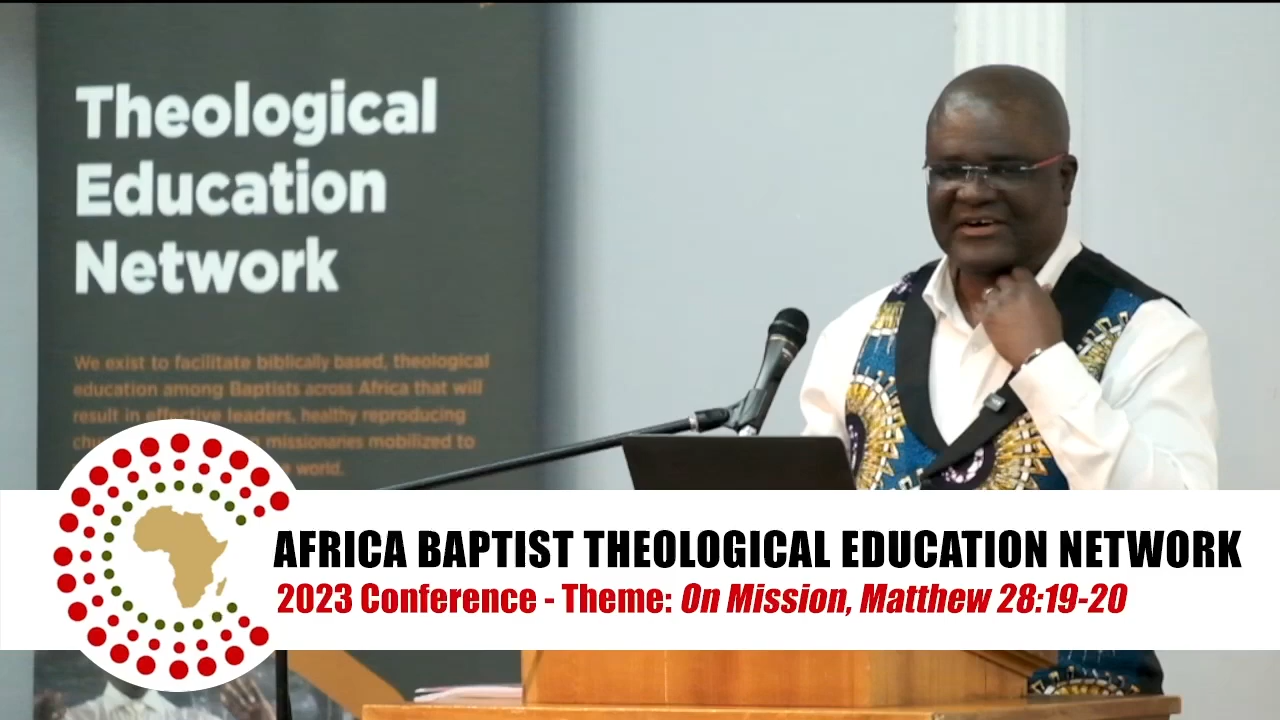 Theological
Education
Network
We exist to facilitate biblically based, theological
education among Baptists across Africa that will
result in effective leaders, healthy reproducing
missionaries mobilized to
world.
AFRICA BAPTIST THEOLOGICAL EDUCATION NETWORK
2023 Conference - Theme: On Mission, Matthew 28:19-20